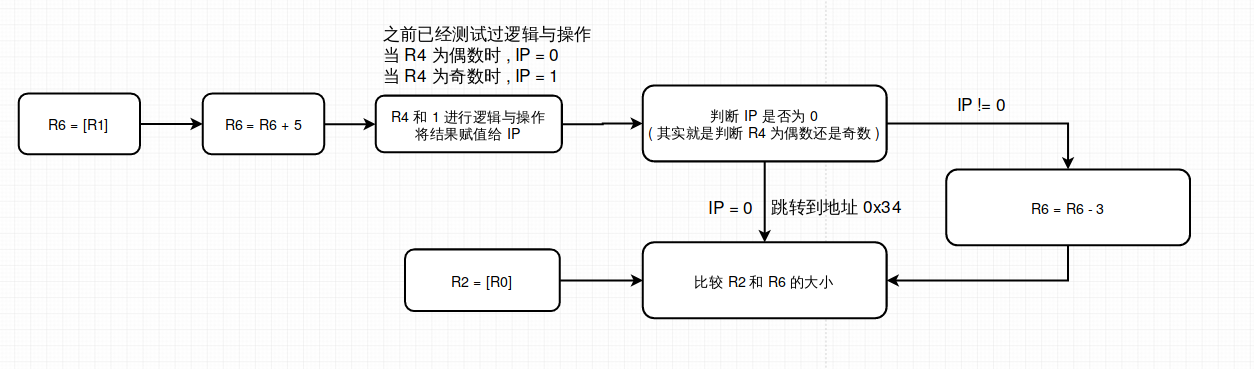 之前已经测试过逻辑与操作
当 R4 为偶数时 , IP = 0
当 R4 为奇数时 , IP = 1
R6 = [R1]
R6 = R6 + 5
R4 和 1 进行逻辑与操作
将结果赋值给 IP
判断 IP 是否为 0
( 其实就是判断 R4 为偶数还是奇数 )
IP != 0
R6 = R6 - 3
IP = 0
跳转到地址 0x34
R2 = [R0]
比较 R2 和 R6 的大小